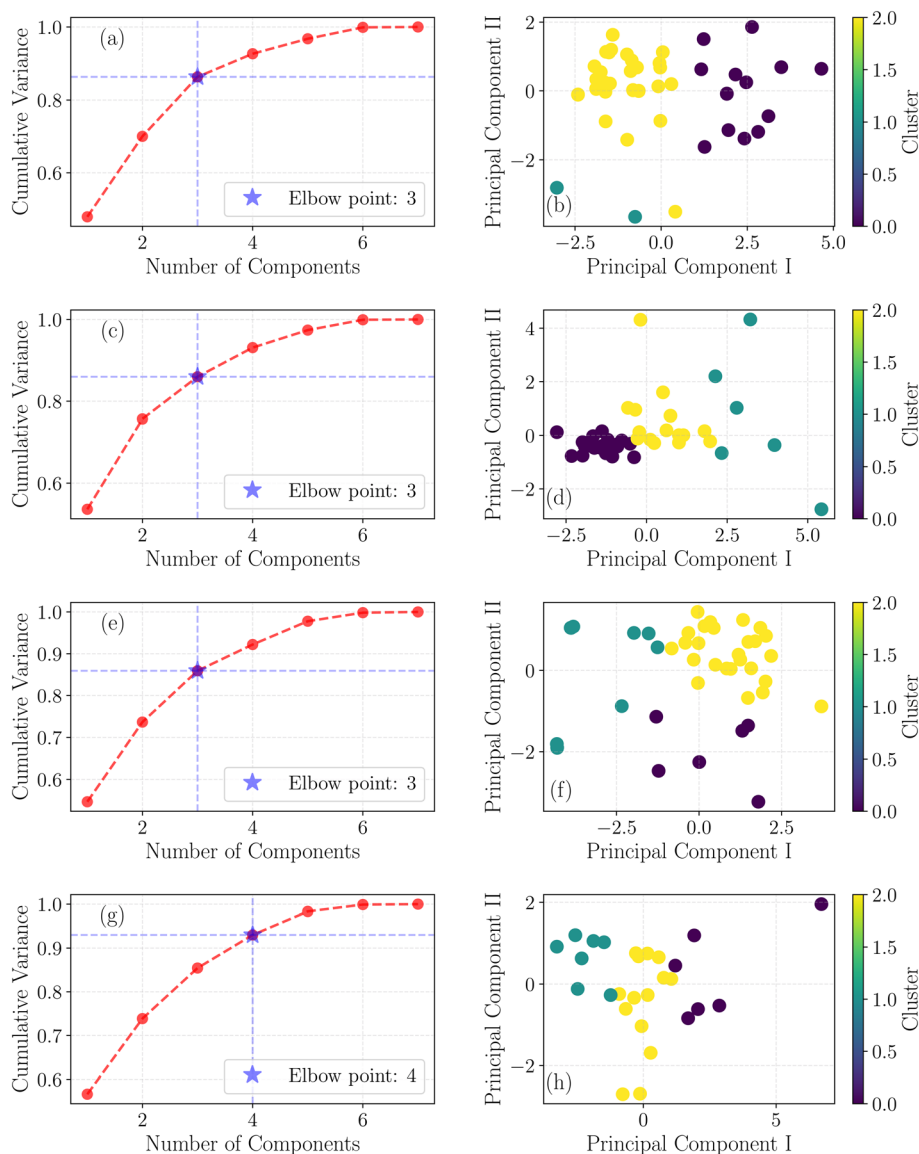 (a)
Cumulative Variance
1.0
0.8
0.6
2
4
6
Number of Components
Elbow point: 3
(b)
Principal Component II
2
0
−2
−2.5
0.0
2.5
5.0
Principal Component I
2.0
1.5
1.0
0.5
0.0
Cluster
(c)
Cumulative Variance
1.0
0.9
0.8
0.7
0.6
2
4
6
Number of Components
Elbow point: 3
(d)
Principal Component II
4
2
0
−2
−2.5
0.0
2.5
5.0
Principal Component I
2.0
1.5
1.0
0.5
0.0
Cluster
(e)
Cumulative Variance
1.0
0.9
0.8
0.7
0.6
2
4
6
Number of Components
Elbow point: 3
(f)
Principal Component II
0
−2
−2.5
0.0
2.5
Principal Component I
2.0
1.5
1.0
0.5
0.0
Cluster
(g)
Cumulative Variance
1.0
0.9
0.8
0.7
0.6
2
4
6
Number of Components
Elbow point: 4
(h)
Principal Component II
2
0
−2
0
5
Principal Component I
2.0
1.5
1.0
0.5
0.0
Cluster